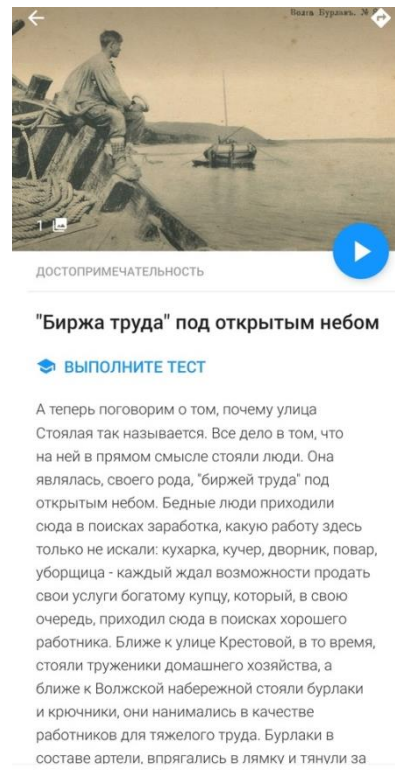 Волга Бурлакъ. №
1
ДОСТОПРИМЕЧАТЕЛЬНОСТЬ
"Биржа труда" под открытым небом
ВЫПОЛНИТЕ ТЕСТ
А теперь поговорим о том, почему улица
Стоялая так называется. Все дело в том, что
на ней в прямом смысле стояли люди. Она
являлась, своего рода, "биржей труда" под
открытым небом. Бедные люди приходили
сюда в поисках заработка, какую работу здесь
только не искали: кухарка, кучер, дворник, повар,
уборщица - каждый ждал возможности продать
свои услуги богатому купцу, который, в свою
очередь, приходил сюда в поисках хорошего
работника. Ближе к улице Крестовой, в то время,
стояли труженики домашнего хозяйства, а
ближе к Волжской набережной стояли бурлаки
и крючники, они нанимались в качестве
работников для тяжелого труда. Бурлаки в
составе артели, впрягались в лямку и тянули за